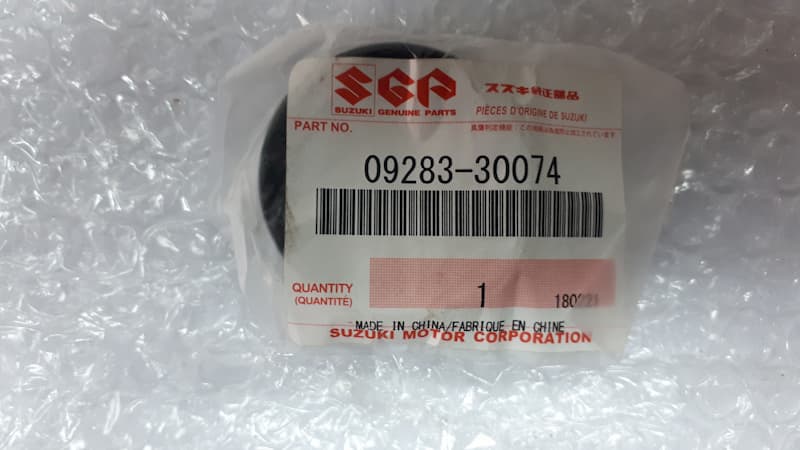 SGP
SUZUKI GENUINE PARTS
スズキ純正部品
PIÈCES D'ORIGINE DE SUZUKI
PART NO.
09283-30074
QUANTITY
(QUANTITÉ)
1
MADE IN CHINA/FABRIQUE EN CHINE
SUZUKI MOTOR CORPORATION